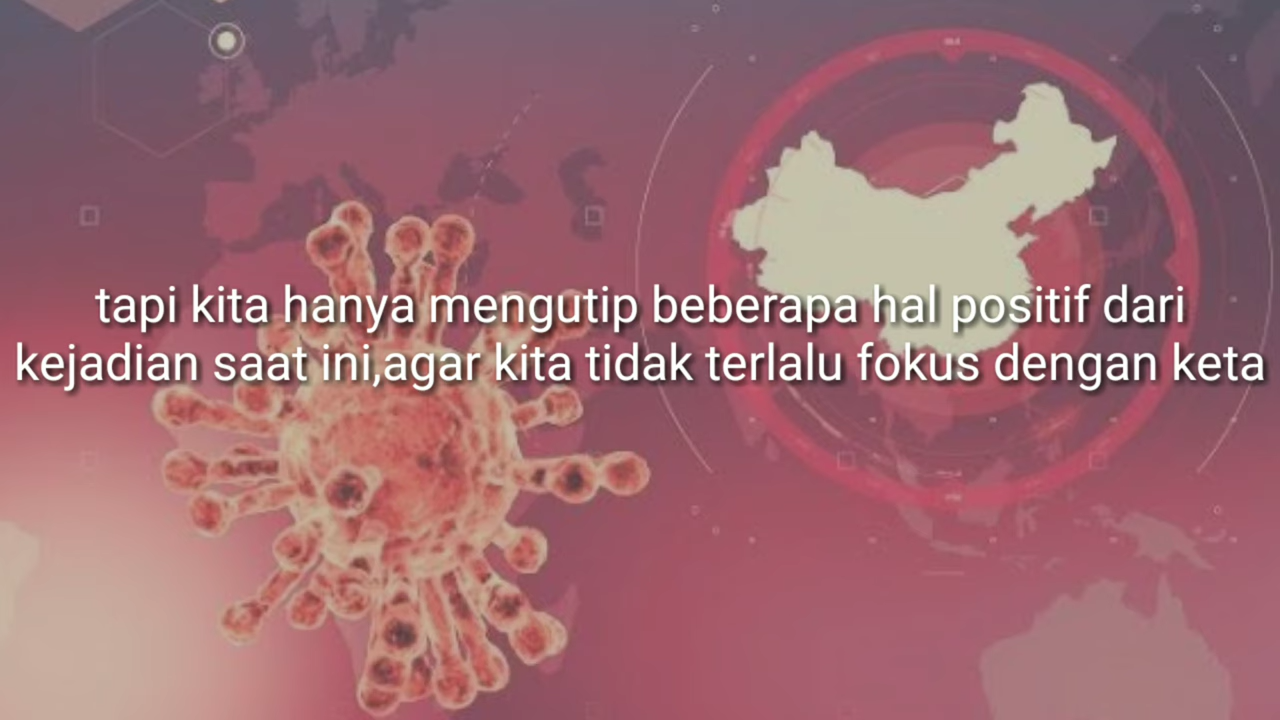 tapi kita hanya mengutip beberapa hal positif dari
kejadian saat ini,agar kita tidak terlalu fokus dengan keta